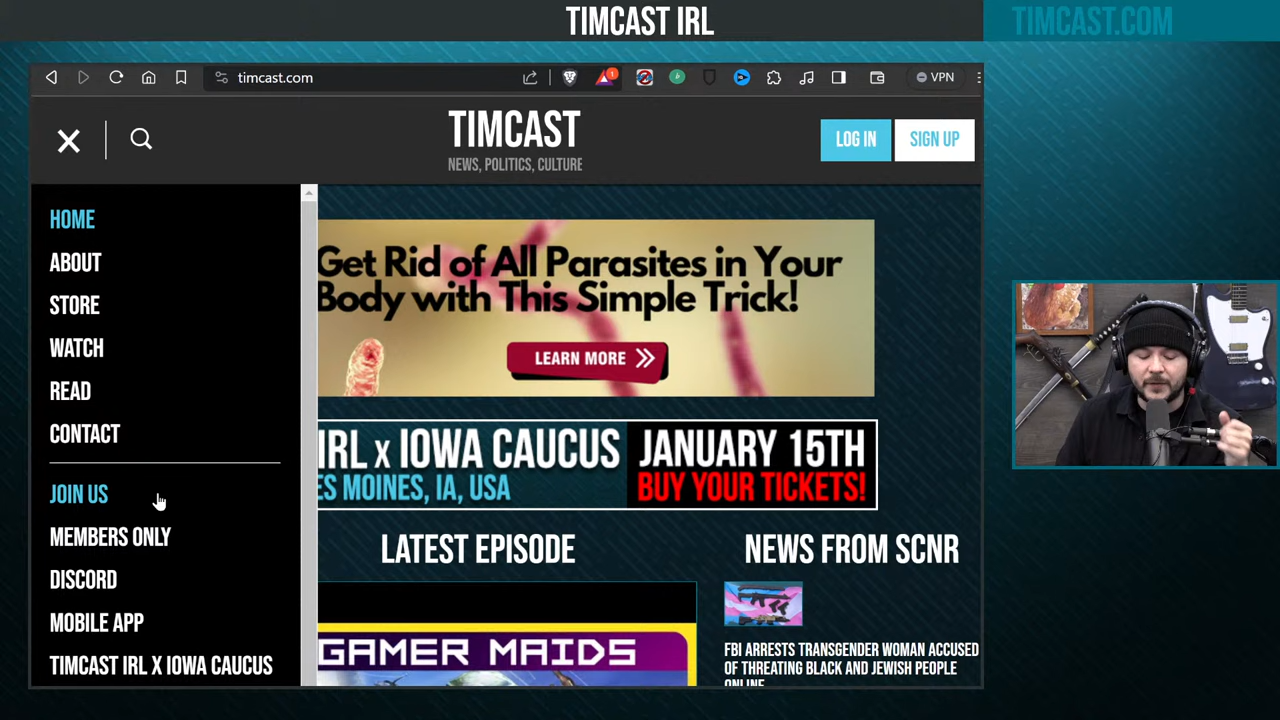 TIMCAST IRL
TIMCAST.COM
timcast.com
1
VPN
TIMCAST
NEWS, POLITICS, CULTURE
LOG IN
SIGN UP
HOME
ABOUT
STORE
WATCH
READ
CONTACT
JOIN US
MEMBERS ONLY
DISCORD
MOBILE APP
TIMCAST IRL X IOWA CAUCUS
Get Rid of All Parasites in Your
Body with This Simple Trick!
LEARN MORE
IRL x IOWA CAUCUS
ES MOINES, IA, USA
JANUARY 15TH
BUY YOUR TICKETS!
LATEST EPISODE
GAMER MAIDS
NEWS FROM SCNR
FBI ARRESTS TRANSGENDER WOMAN ACCUSED
OF THREATING BLACK AND JEWISH PEOPLE
ONLINE